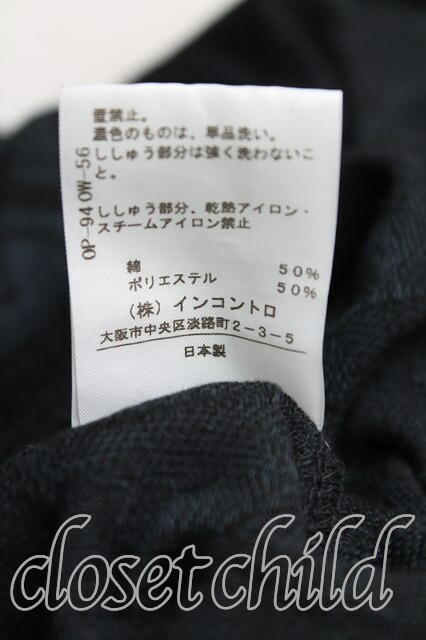 置禁止。
濃色のものは、単品洗い。
ししゅう部分は強く洗わないこ
と。
ししゅう部分、乾熱アイロン・
スチームアイロン禁止
OP-940W-56
綿 50%
ポリエステル 50%
(株)インコントロ
大阪市中央区淡路町2-3-5
日本製
closet child